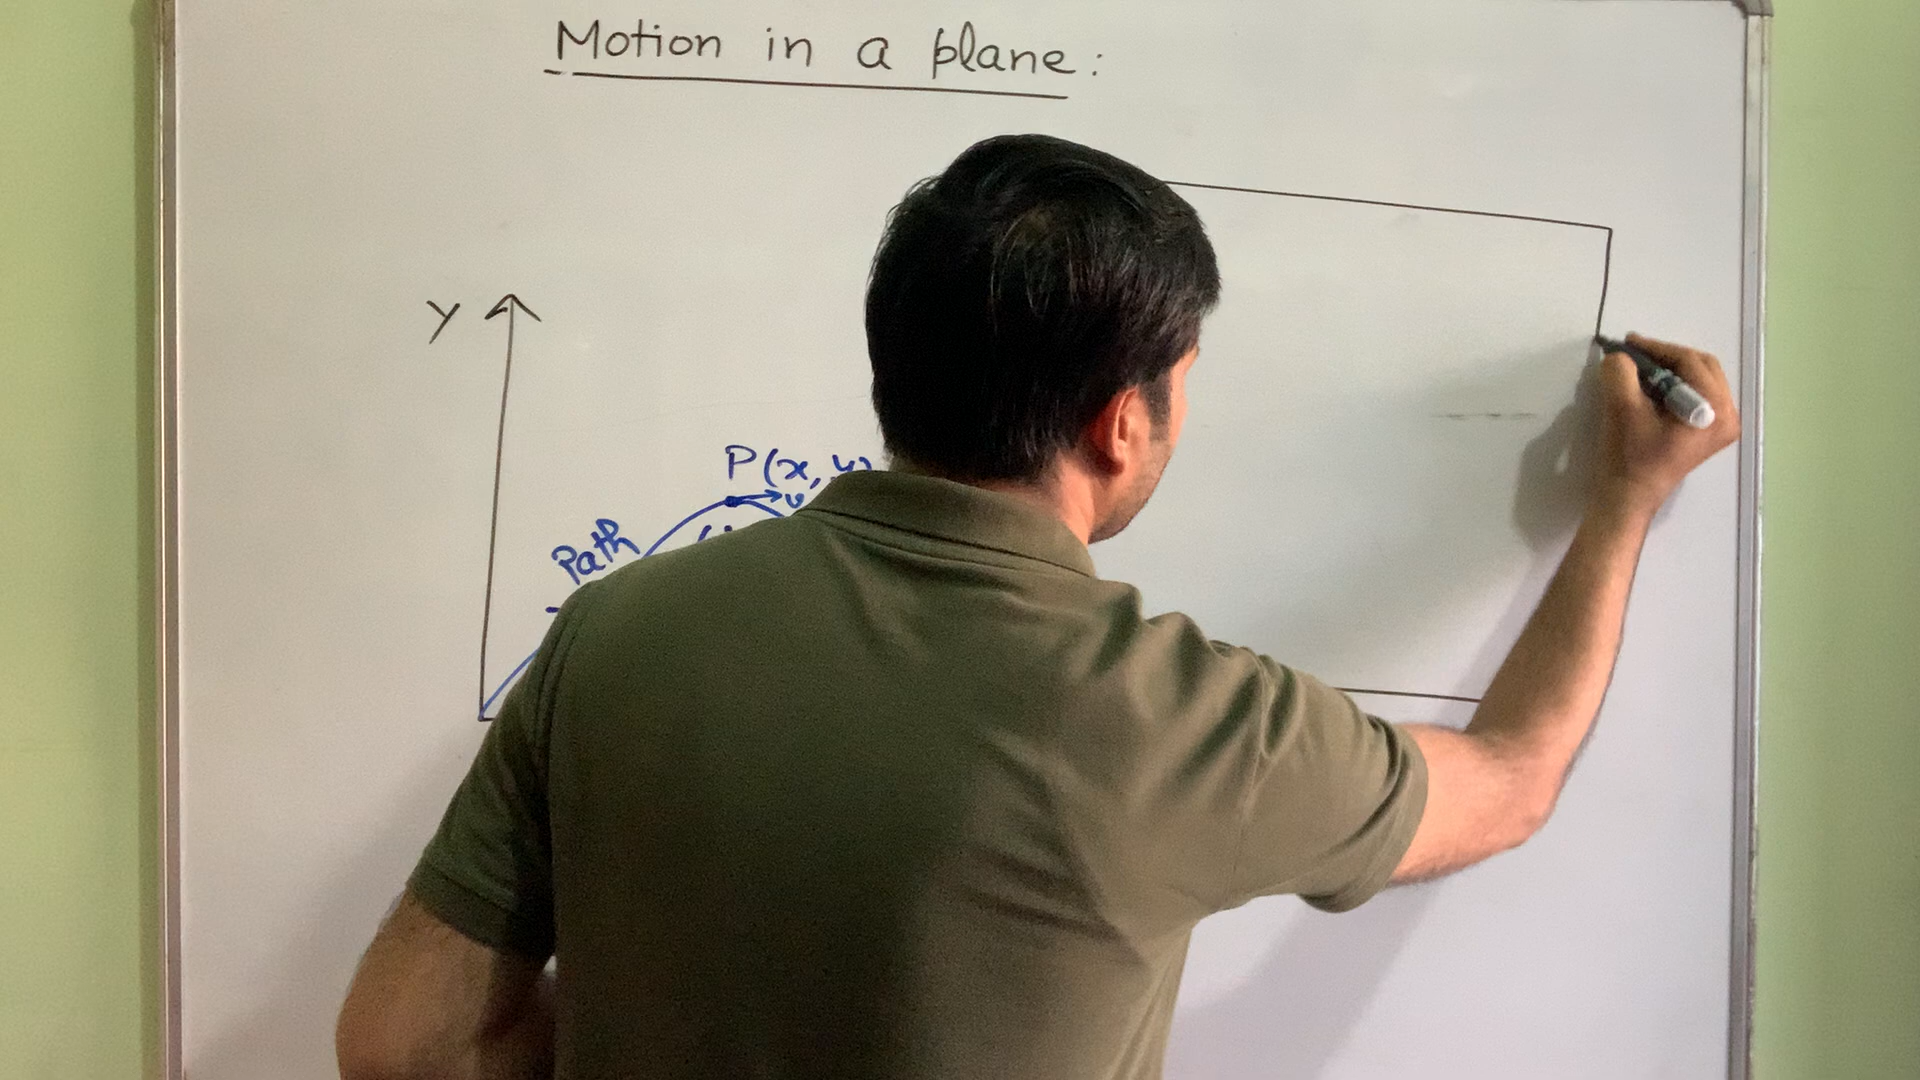 Motion in a plane :
Y
P(x, y)
v
Path